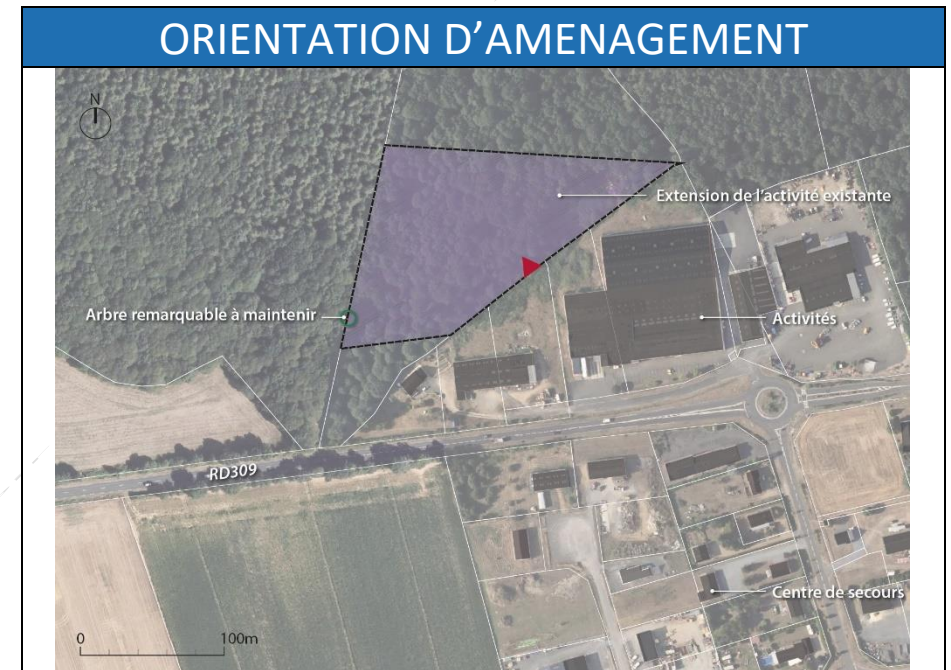 ORIENTATION D'AMENAGEMENT
N
Extension de l'activité existante
Arbre remarquable à maintenir
Activités
RD309
Centre de secours
0 100m